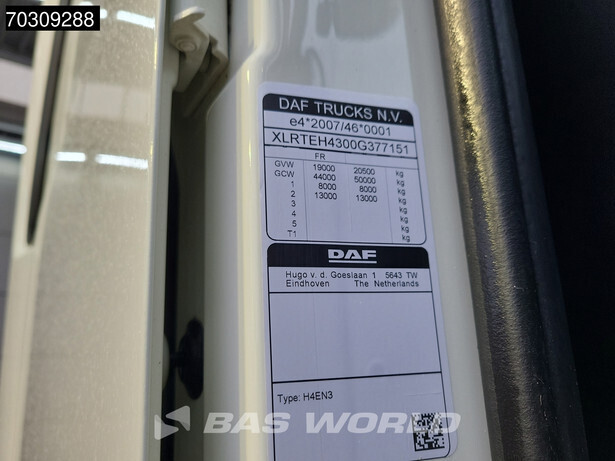 70309288
DAF TRUCKS N.V.
e4*2007/46*0001
XLRTEH4300G377151
FR
GVW 19000 20500 kg
GCW 44000 50000 kg
1 8000 8000 kg
2 13000 13000 kg
3 kg
4 kg
5 kg
T1 kg
DAF
Hugo v. d. Goeslaan 1 5643 TW
Eindhoven The Netherlands
Type: H4EN3
BAS WORLD